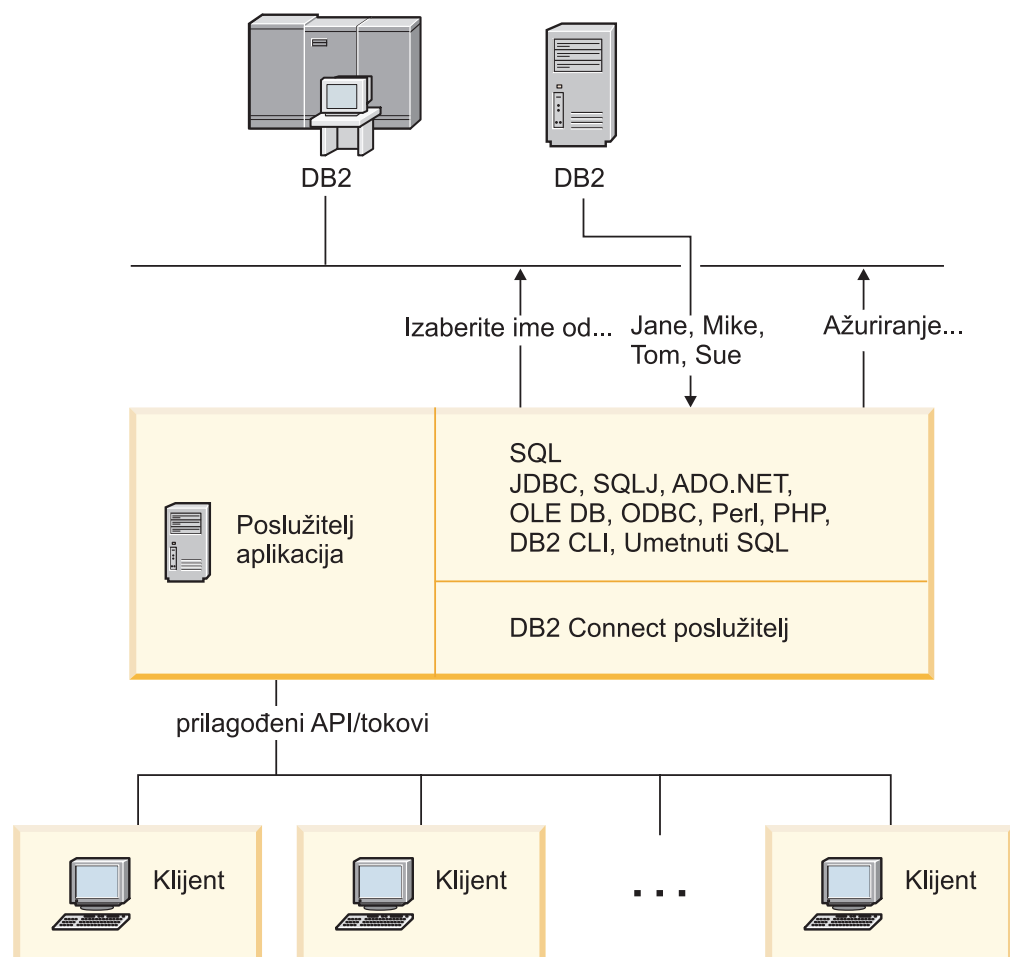 DB2
DB2
Izaberite ime od...
Jane, Mike,
Tom, Sue
Ažuriranje...
Poslužitelj
aplikacija
SQL
JDBC, SQLJ, ADO.NET,
OLE DB, ODBC, Perl, PHP,
DB2 CLI, Umetnuti SQL
DB2 Connect poslužitelj
prilagođeni API/tokovi
Klijent
Klijent
...
Klijent